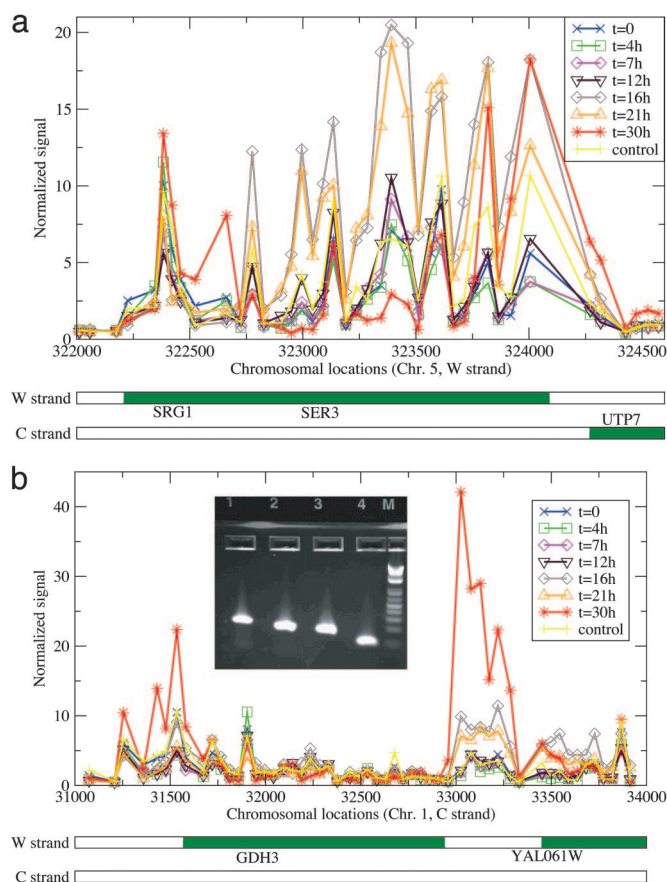 a
20
15
10
5
0
Normalized signal
t=0
t=4h
t=7h
t=12h
t=16h
t=21h
t=30h
control
322000 322500 323000 323500 324000 324500
Chromosomal locations (Chr. 5, W strand)
W strand
SRG1 SER3
UTP7
C strand
b
40
30
20
10
0
Normalized signal
1 2 3 4 M
t=0
t=4h
t=7h
t=12h
t=16h
t=21h
t=30h
control
31000 31500 32000 32500 33000 33500 34000
Chromosomal locations (Chr. 1, C strand)
W strand
GDH3 YAL061W
C strand